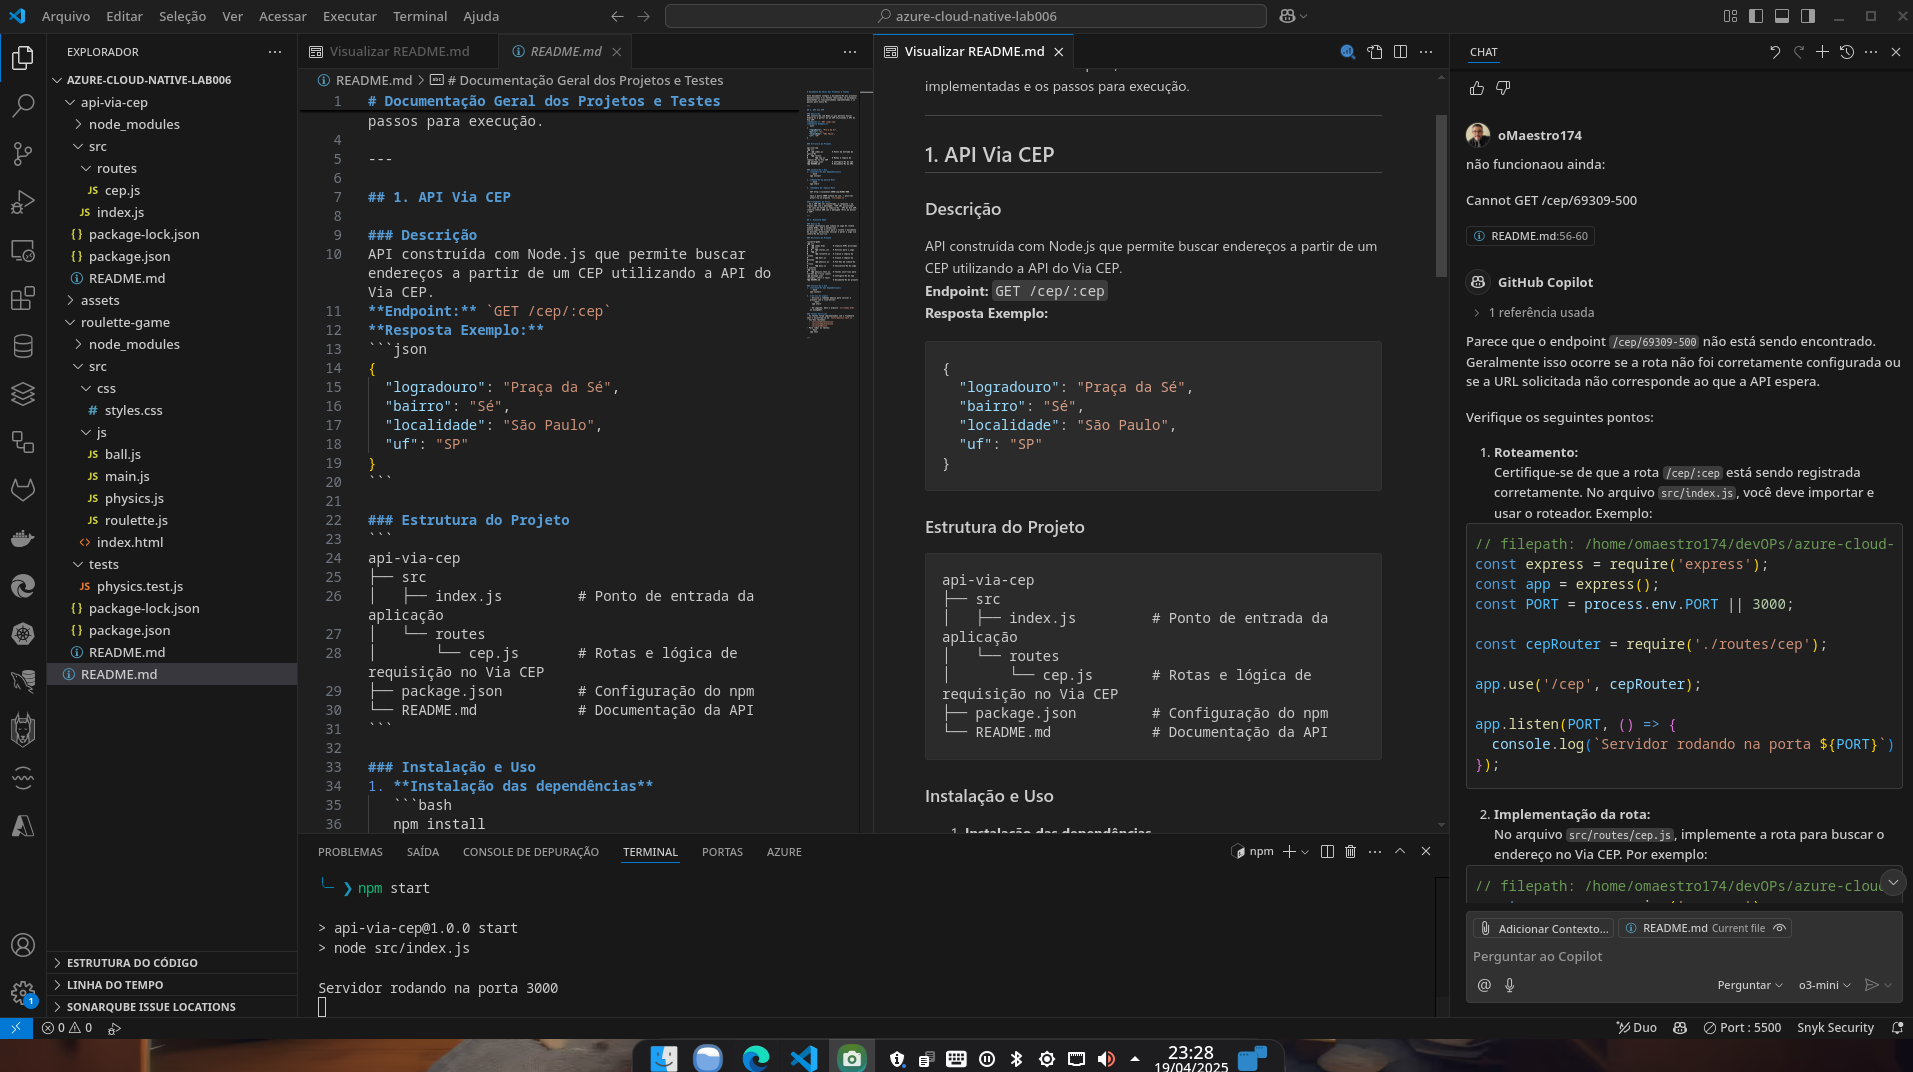 Arquivo Editar Seleção Ver Acessar Executar Terminal Ajuda
azure-cloud-native-lab006
EXPLORADOR
AZURE-CLOUD-NATIVE-LAB006
api-via-cep
node_modules
src
routes
JS cep.js
JS index.js
{} package-lock.json
{} package.json
README.md
assets
roulette-game
node_modules
src
css
# styles.css
js
JS ball.js
JS main.js
JS physics.js
JS roulette.js
<> index.html
tests
JS physics.test.js
{} package-lock.json
{} package.json
README.md
README.md
ESTRUTURA DO CÓDIGO
LINHA DO TEMPO
SONARQUBE ISSUE LOCATIONS
Visualizar README.md
README.md
README.md > # Documentação Geral dos Projetos e Testes
1 # Documentação Geral dos Projetos e Testes
passos para execução.
4
5 ---
6
7 ## 1. API Via CEP
8
9 ### Descrição
10 API construída com Node.js que permite buscar
endereços a partir de um CEP utilizando a API do
Via CEP.
11 **Endpoint:** `GET /cep/:cep`
12 **Resposta Exemplo:**
13 ```json
14 {
15 "logradouro": "Praça da Sé",
16 "bairro": "Sé",
17 "localidade": "São Paulo",
18 "uf": "SP"
19 }
20 ```
21
22 ### Estrutura do Projeto
23 ```
24 api-via-cep
25 ├── src
26 │   ├── index.js # Ponto de entrada da
aplicação
27 │   └── routes
28 │       └── cep.js # Rotas e lógica de
requisição no Via CEP
29 ├── package.json # Configuração do npm
30 └── README.md # Documentação da API
31 ```
32
33 ### Instalação e Uso
34 1. **Instalação das dependências**
35 ```bash
36 npm install
Visualizar README.md
implementadas e os passos para execução.
1. API Via CEP
Descrição
API construída com Node.js que permite buscar endereços a partir de um
CEP utilizando a API do Via CEP.
Endpoint: GET /cep/:cep
Resposta Exemplo:
{
"logradouro": "Praça da Sé",
"bairro": "Sé",
"localidade": "São Paulo",
"uf": "SP"
}
Estrutura do Projeto
api-via-cep
├── src
│   ├── index.js # Ponto de entrada da
aplicação
│   └── routes
│       └── cep.js # Rotas e lógica de
requisição no Via CEP
├── package.json # Configuração do npm
└── README.md # Documentação da API
Instalação e Uso
1. Instalação das dependências
PROBLEMAS SAÍDA CONSOLE DE DEPURAÇÃO TERMINAL PORTAS AZURE
npm
❯ npm start
> api-via-cep@1.0.0 start
> node src/index.js
Servidor rodando na porta 3000
CHAT
oMaestro174
não funcionaou ainda:
Cannot GET /cep/69309-500
README.md:56-60
GitHub Copilot
1 referência usada
Parece que o endpoint /cep/69309-500 não está sendo encontrado.
Geralmente isso ocorre se a rota não foi corretamente configurada ou
se a URL solicitada não corresponde ao que a API espera.
Verifique os seguintes pontos:
1. Roteamento:
Certifique-se de que a rota /cep/:cep está sendo registrada
corretamente. No arquivo src/index.js, você deve importar e
usar o roteador. Exemplo:
// filepath: /home/omaestro174/devOPs/azure-cloud-
const express = require('express');
const app = express();
const PORT = process.env.PORT || 3000;
const cepRouter = require('./routes/cep');
app.use('/cep', cepRouter);
app.listen(PORT, () => {
console.log(`Servidor rodando na porta ${PORT}`)
});
2. Implementação da rota:
No arquivo src/routes/cep.js, implemente a rota para buscar o
endereço no Via CEP. Por exemplo:
// filepath: /home/omaestro174/devOPs/azure-cloud
Adicionar Contexto... README.md Current file
Perguntar ao Copilot
@ Perguntar o3-mini
1
0 0
Duo Port : 5500 Snyk Security
23:28
19/04/2025